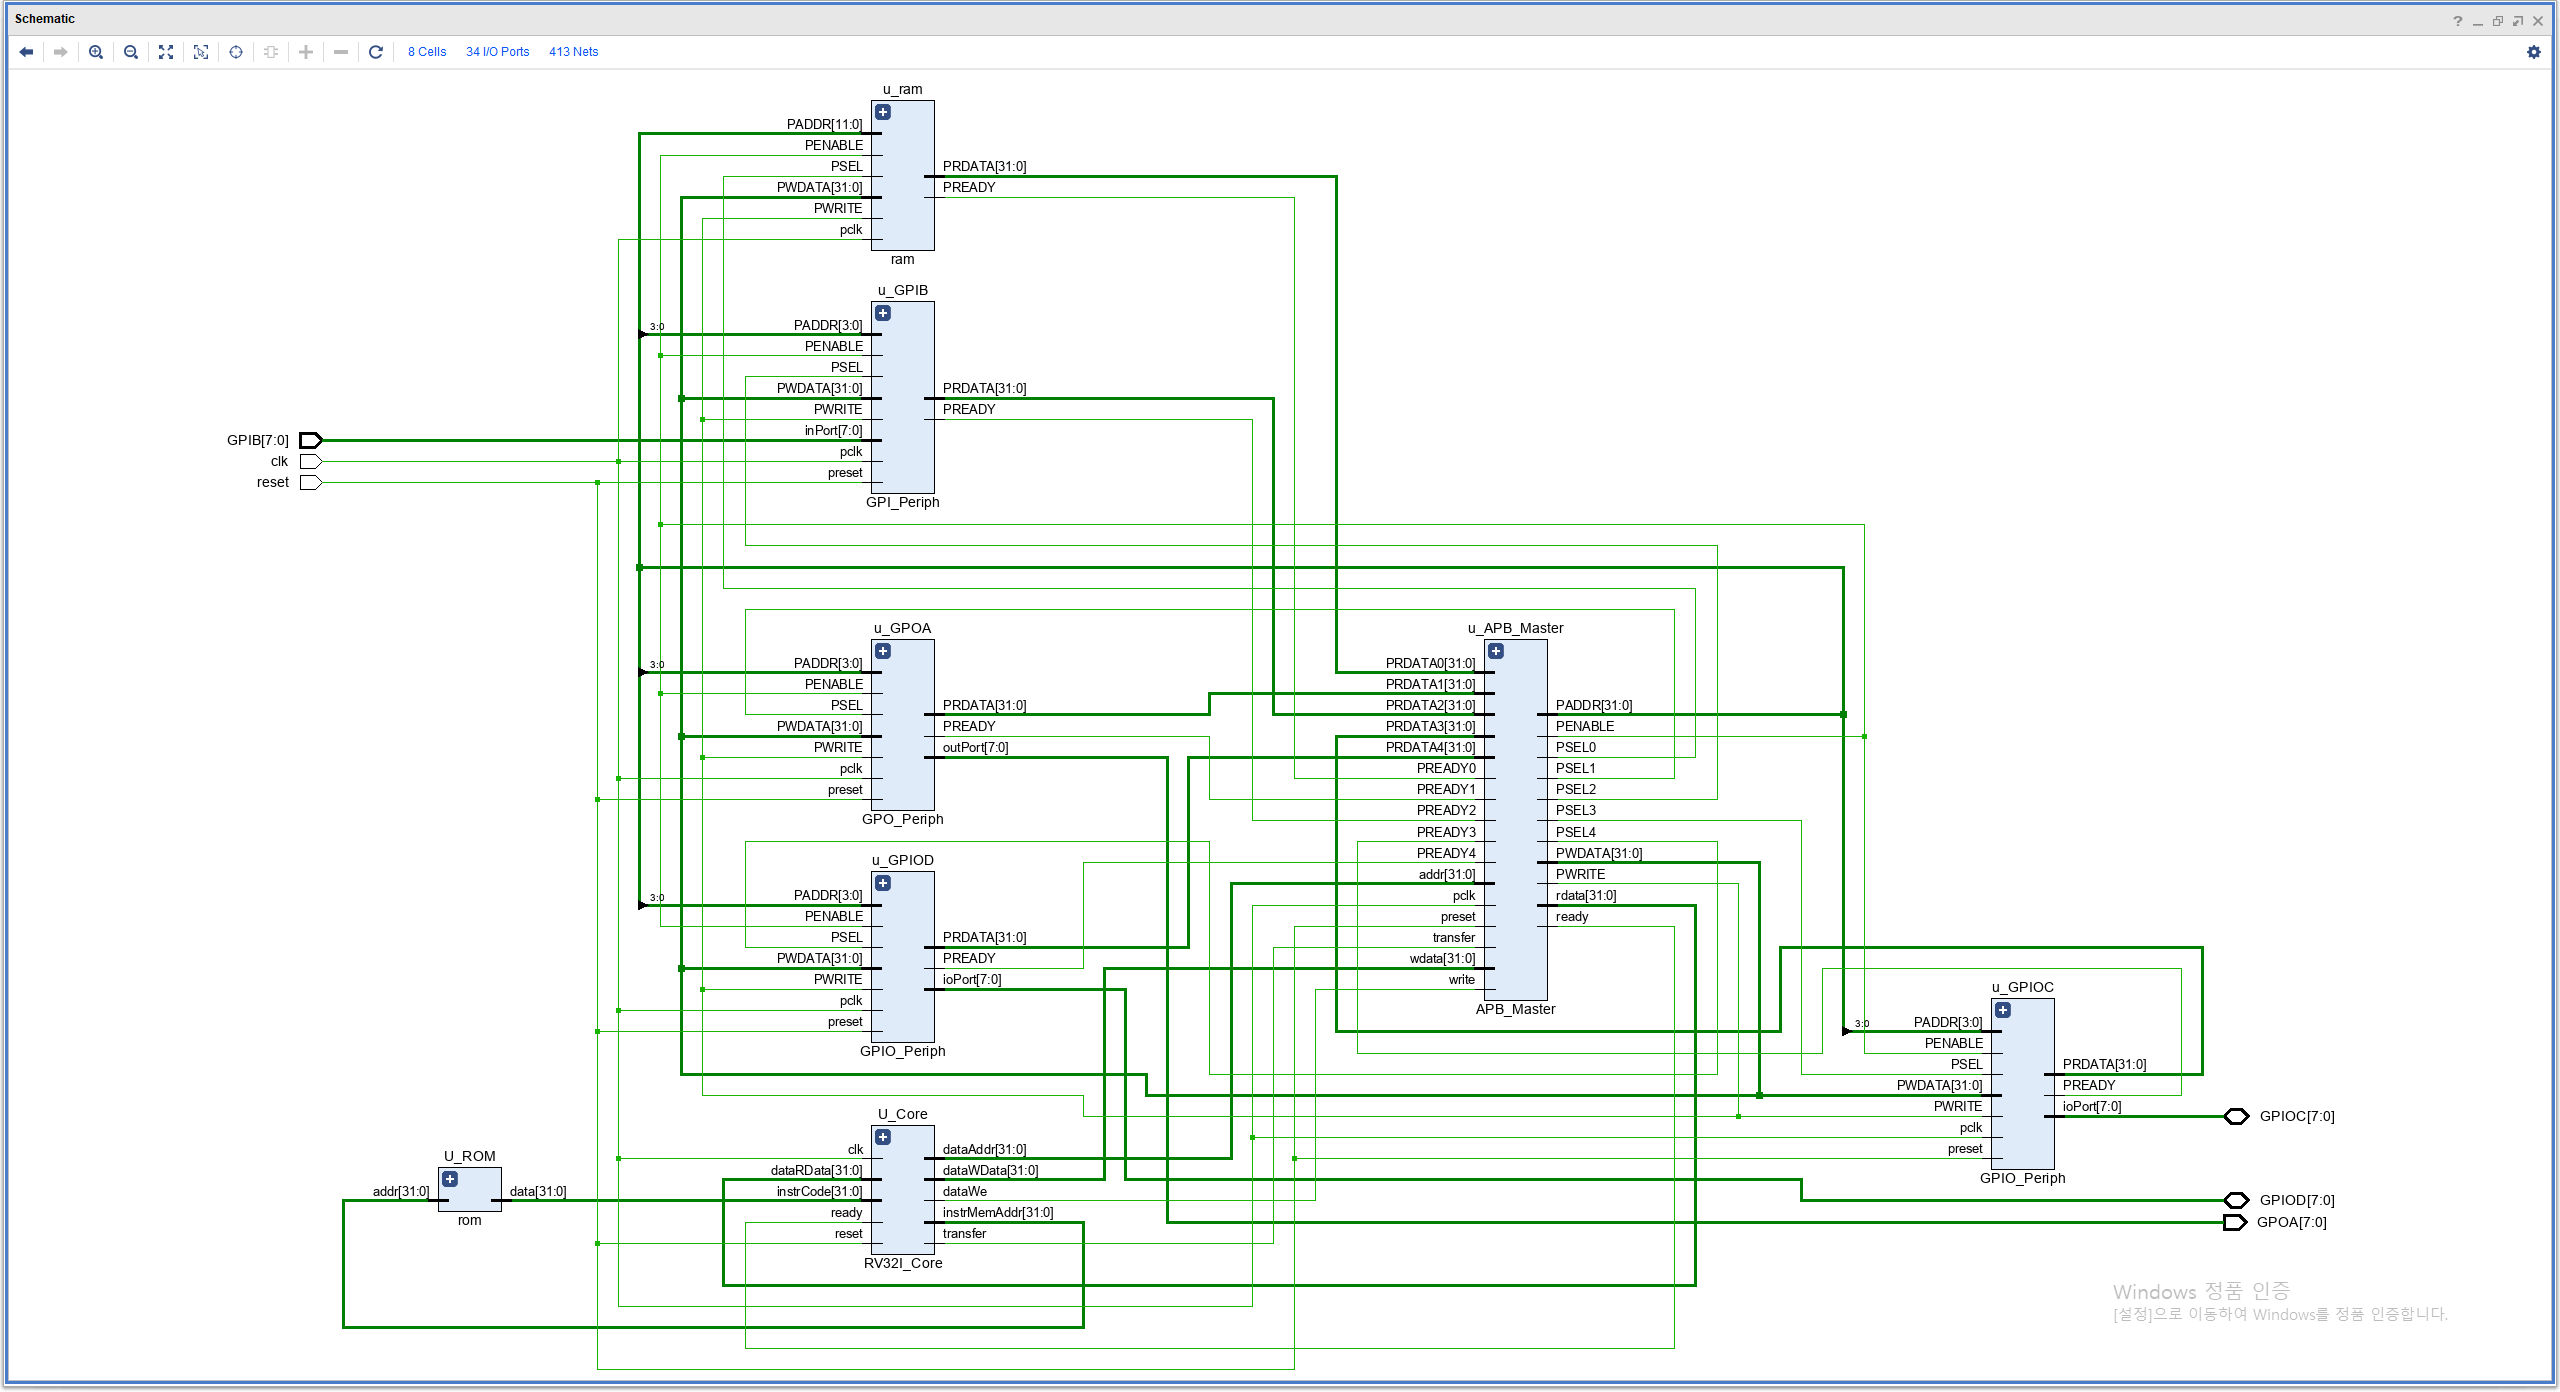 Schematic
8 Cells 34 I/O Ports 413 Nets
u_ram
PADDR[11:0]
PENABLE
PSEL
PWDATA[31:0]
PWRITE
pclk
PRDATA[31:0]
PREADY
ram
u_GPIB
3:0
PADDR[3:0]
PENABLE
PSEL
PWDATA[31:0]
PWRITE
inPort[7:0]
pclk
preset
PRDATA[31:0]
PREADY
GPI_Periph
GPIB[7:0]
clk
reset
u_GPOA
3:0
PADDR[3:0]
PENABLE
PSEL
PWDATA[31:0]
PWRITE
pclk
preset
PRDATA[31:0]
PREADY
outPort[7:0]
GPO_Periph
u_GPIOD
3:0
PADDR[3:0]
PENABLE
PSEL
PWDATA[31:0]
PWRITE
pclk
preset
PRDATA[31:0]
PREADY
ioPort[7:0]
GPIO_Periph
u_APB_Master
PRDATA0[31:0]
PRDATA1[31:0]
PRDATA2[31:0]
PRDATA3[31:0]
PRDATA4[31:0]
PREADY0
PREADY1
PREADY2
PREADY3
PREADY4
addr[31:0]
pclk
preset
transfer
wdata[31:0]
write
PADDR[31:0]
PENABLE
PSEL0
PSEL1
PSEL2
PSEL3
PSEL4
PWDATA[31:0]
PWRITE
rdata[31:0]
ready
APB_Master
u_GPIOC
3:0
PADDR[3:0]
PENABLE
PSEL
PWDATA[31:0]
PWRITE
pclk
preset
PRDATA[31:0]
PREADY
ioPort[7:0]
GPIO_Periph
GPIOC[7:0]
GPIOD[7:0]
GPOA[7:0]
U_ROM
addr[31:0]
data[31:0]
rom
U_Core
clk
dataRData[31:0]
instrCode[31:0]
ready
reset
dataAddr[31:0]
dataWData[31:0]
dataWe
instrMemAddr[31:0]
transfer
RV32I_Core
Windows 정품 인증
[설정]으로 이동하여 Windows를 정품 인증합니다.